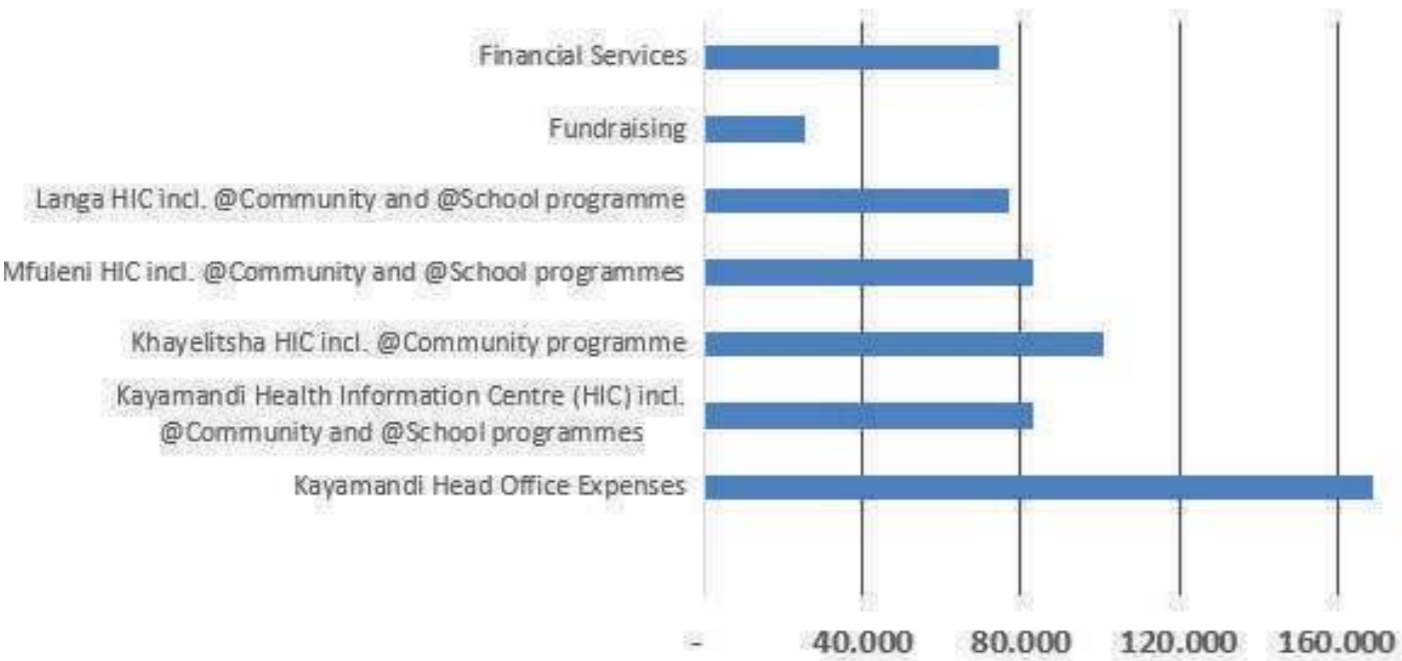 Financial Services
Fundraising
Langa HIC incl. @Community and @School programme
Mfuleni HIC incl. @Community and @School programmes
Khayelitsha HIC incl. @Community programme
Kayamandi Health Information Centre (HIC) incl.
@Community and @School programmes
Kayamandi Head Office Expenses
- 40.000 80.000 120.000 160.000